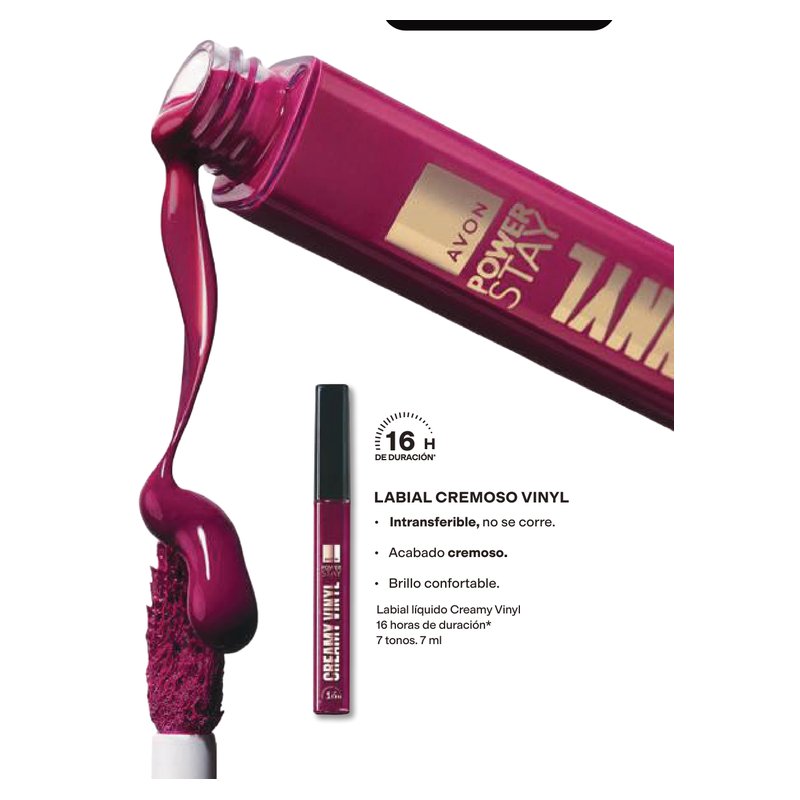 AVON
POWER
STAY
VINYL
16 H
DE DURACIÓN*
LABIAL CREMOSO VINYL
• Intransferible, no se corre.
• Acabado cremoso.
• Brillo confortable.
Labial líquido Creamy Vinyl
16 horas de duración*
7 tonos. 7 ml
POWER
STAY
CREAMY VINYL